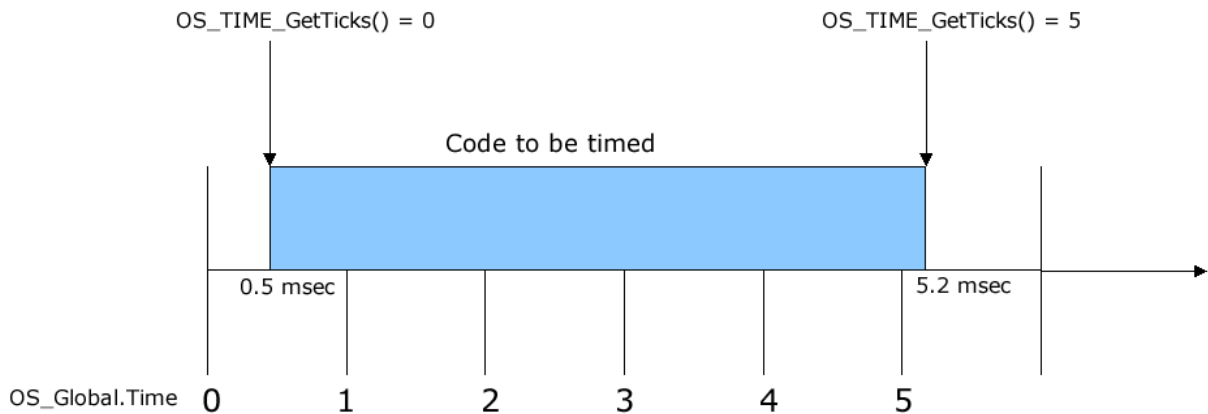 OS_TIME_GetTicks() = 0 OS_TIME_GetTicks() = 5
Code to be timed
0.5 msec 5.2 msec
OS_Global.Time 0 1 2 3 4 5